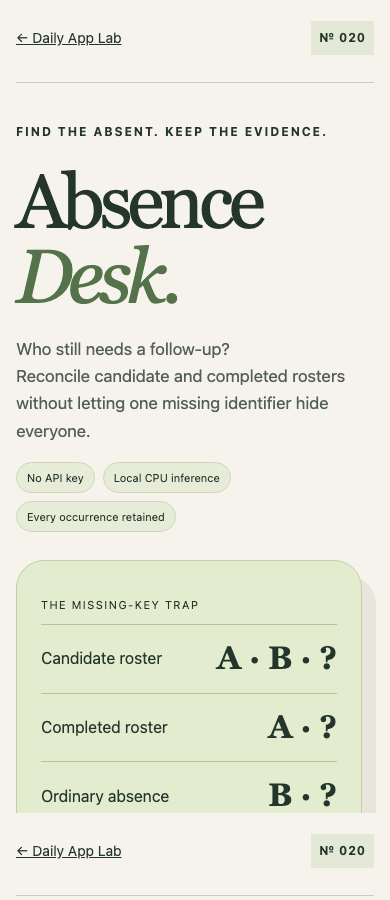 ← Daily App Lab
Nº 020
FIND THE ABSENT. KEEP THE EVIDENCE.
Absence
Desk.
Who still needs a follow-up?
Reconcile candidate and completed rosters
without letting one missing identifier hide
everyone.
No API key
Local CPU inference
Every occurrence retained
THE MISSING-KEY TRAP
Candidate roster A · B · ?
Completed roster A · ?
Ordinary absence B · ?
← Daily App Lab
Nº 020